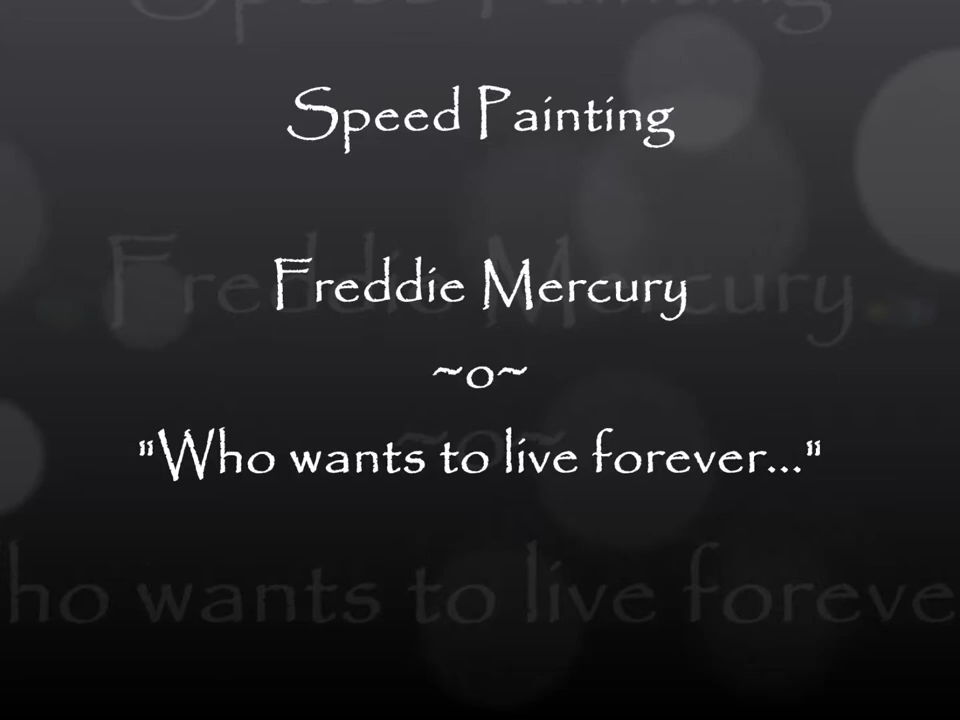 Speed Painting
Freddie Mercury
~o~
"Who wants to live forever..."